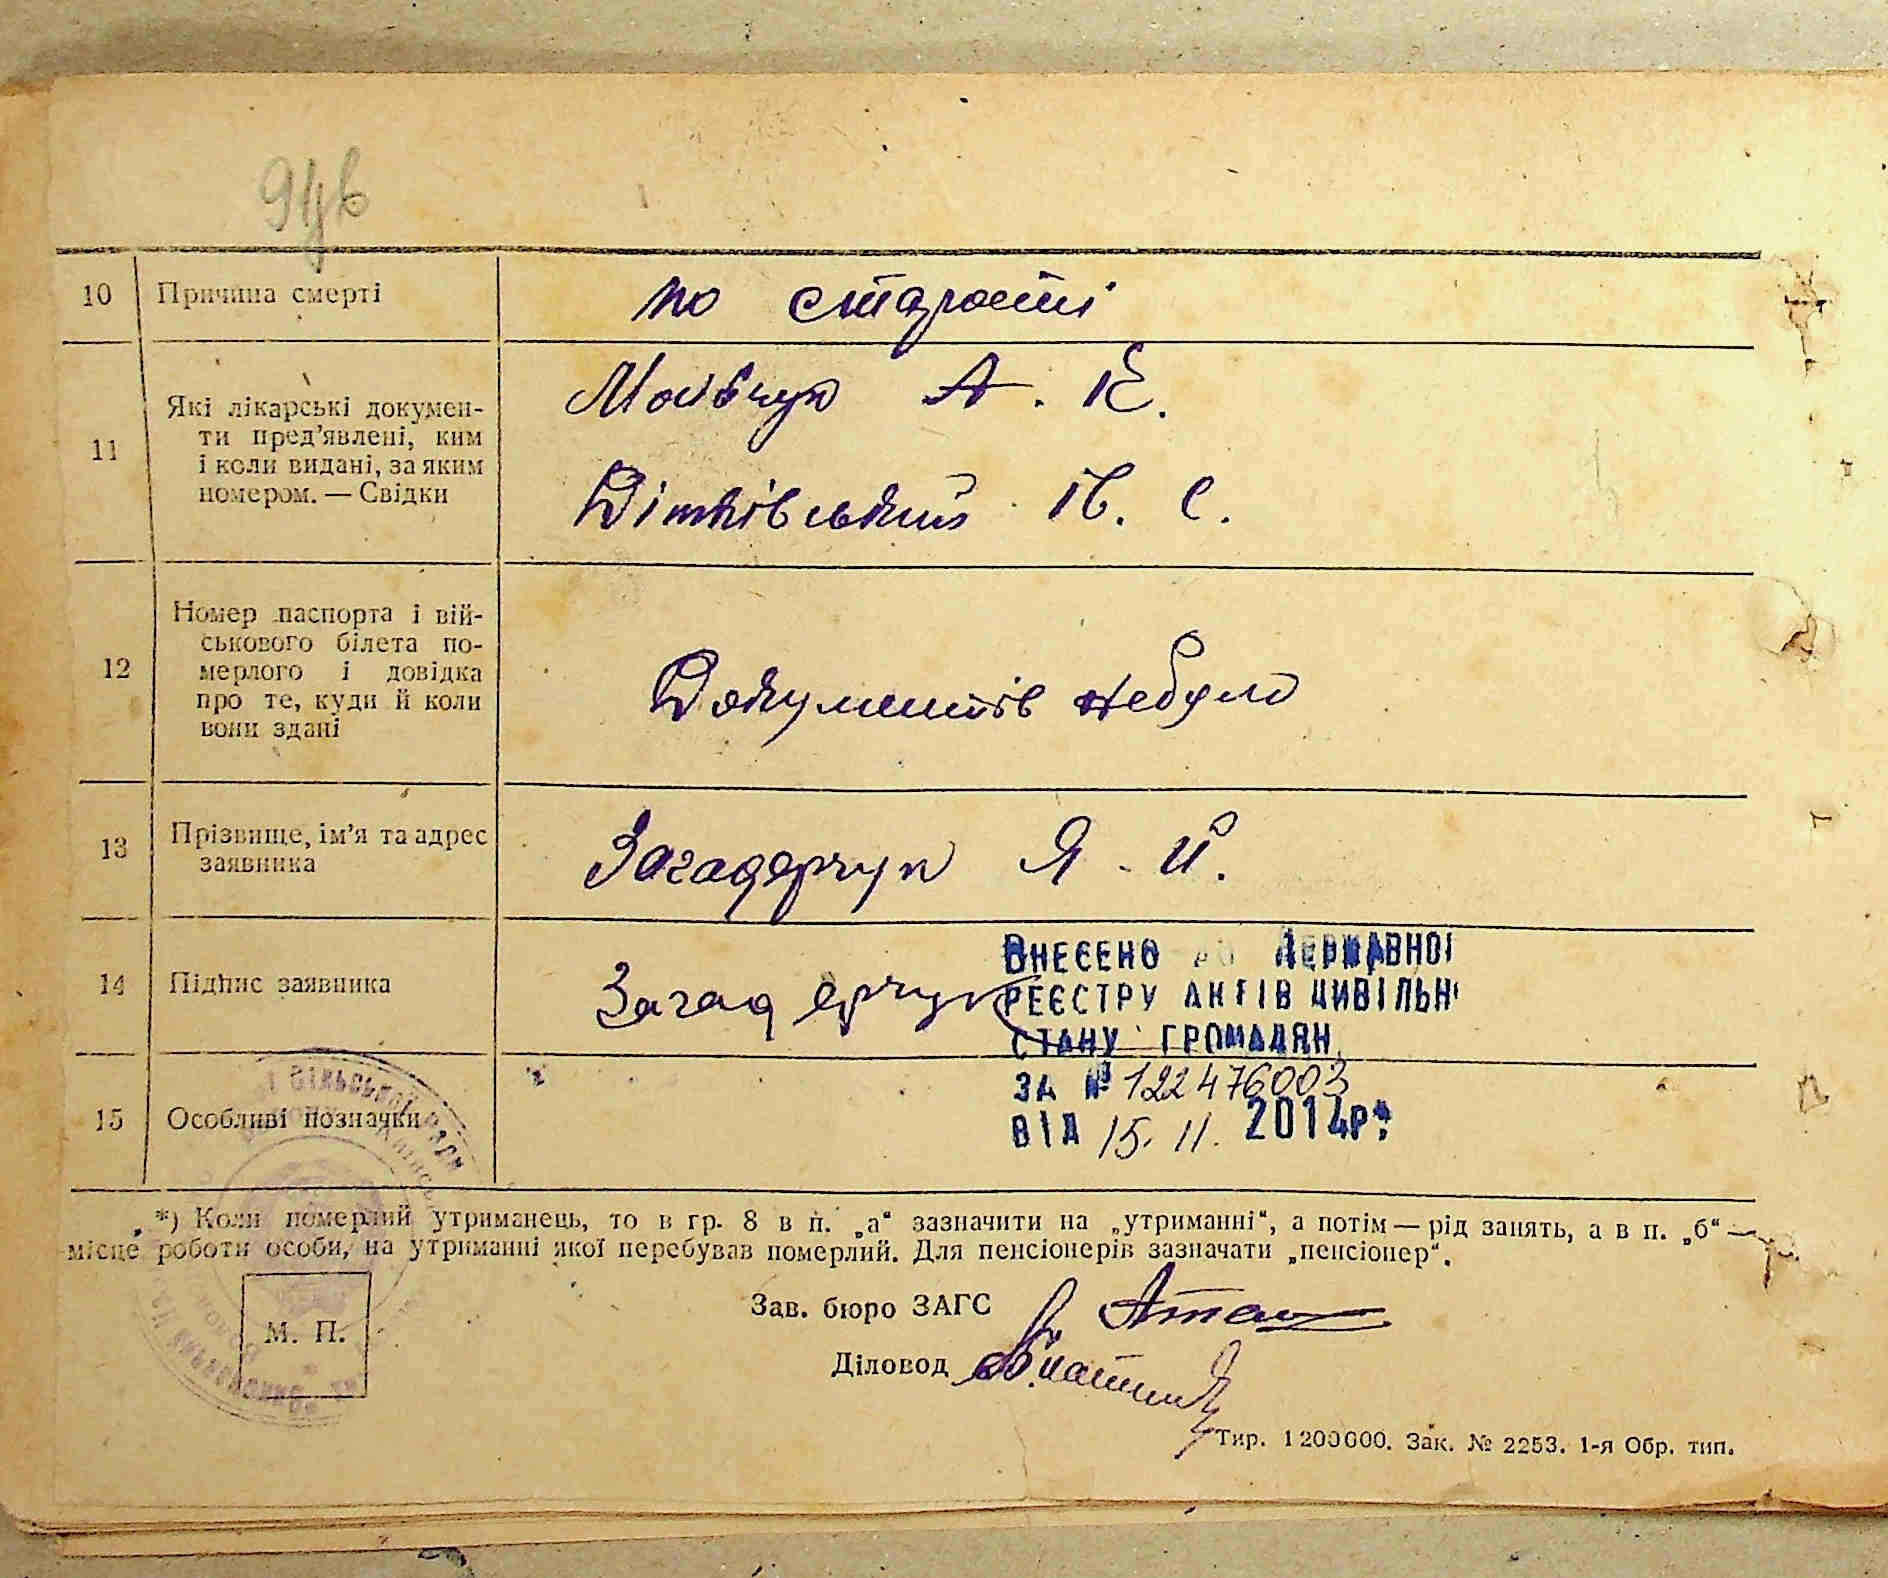 10 Причина смерті по старості
11 Які лікарські докумен-
ти пред'явлені, ким
і коли видані, за яким
номером. — Свідки
А. К.
Дітківський Ів. С.
12 Номер паспорта і вій-
ськового білета по-
мерлого і довідка
про те, куди й коли
вони здані
Документів небуло
13 Прізвище, ім'я та адрес
заявника
Загадерчук Я. Й.
14 Підпис заявника Загадерчук
ВНЕСЕНО ДО ДЕРЖАВНОГ
РЕЄСТРУ АКТІВ ЦИВІЛЬН
СТАНУ ГРОМАДЯН
ЗА № 122476003
ВІД 15. 11. 2014р.
15 Особливі позначки
*) Коли померлий утриманець, то в гр. 8 в п. „а“ зазначити на „утриманні“, а потім — рід занять, а в п. „б“ —
місце роботи особи, на утриманні якої перебував померлий. Для пенсіонерів зазначати „пенсіонер“.
М. П.
Зав. бюро ЗАГС
Діловод
Тир. 1200000. Зак. № 2253. 1-я Обр. тип.